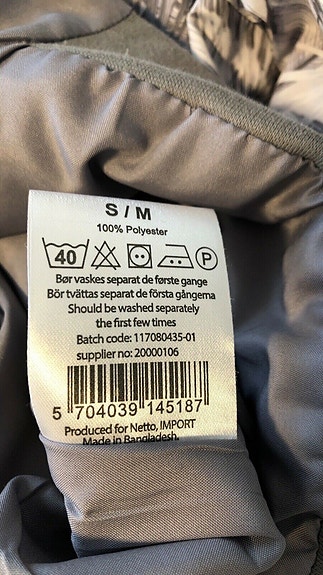 S / M
100% Polyester
40 P
Bør vaskes separat de første gange
Bör tvättas separat de första gångerna
Should be washed separately
the first few times
Batch code: 117080435-01
supplier no: 20000106
5 704039 145187
Produced for Netto, IMPORT
Made in Bangladesh.